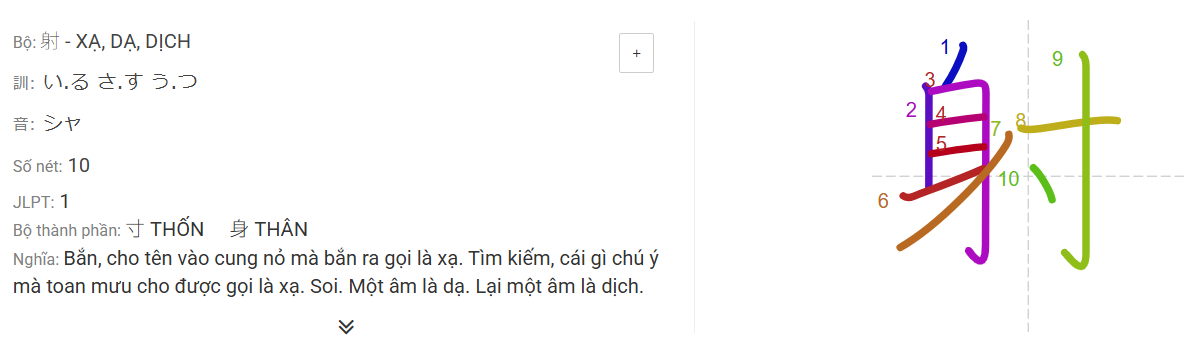 Bộ: 射 - XẠ, DẠ, DỊCH
+
訓: い.る さ.す う.つ
音: シヤ
Số nét: 10
JLPT: 1
Bộ thành phần: 寸 THỐN 身 THÂN
Nghĩa: Bắn, cho tên vào cung nỏ mà bắn ra gọi là xạ. Tìm kiếm, cái gì chú ý
mà toan mưu cho được gọi là xạ. Soi. Một âm là dạ. Lại một âm là dịch.
射
1
2
3
4
5
6
7
8
9
10